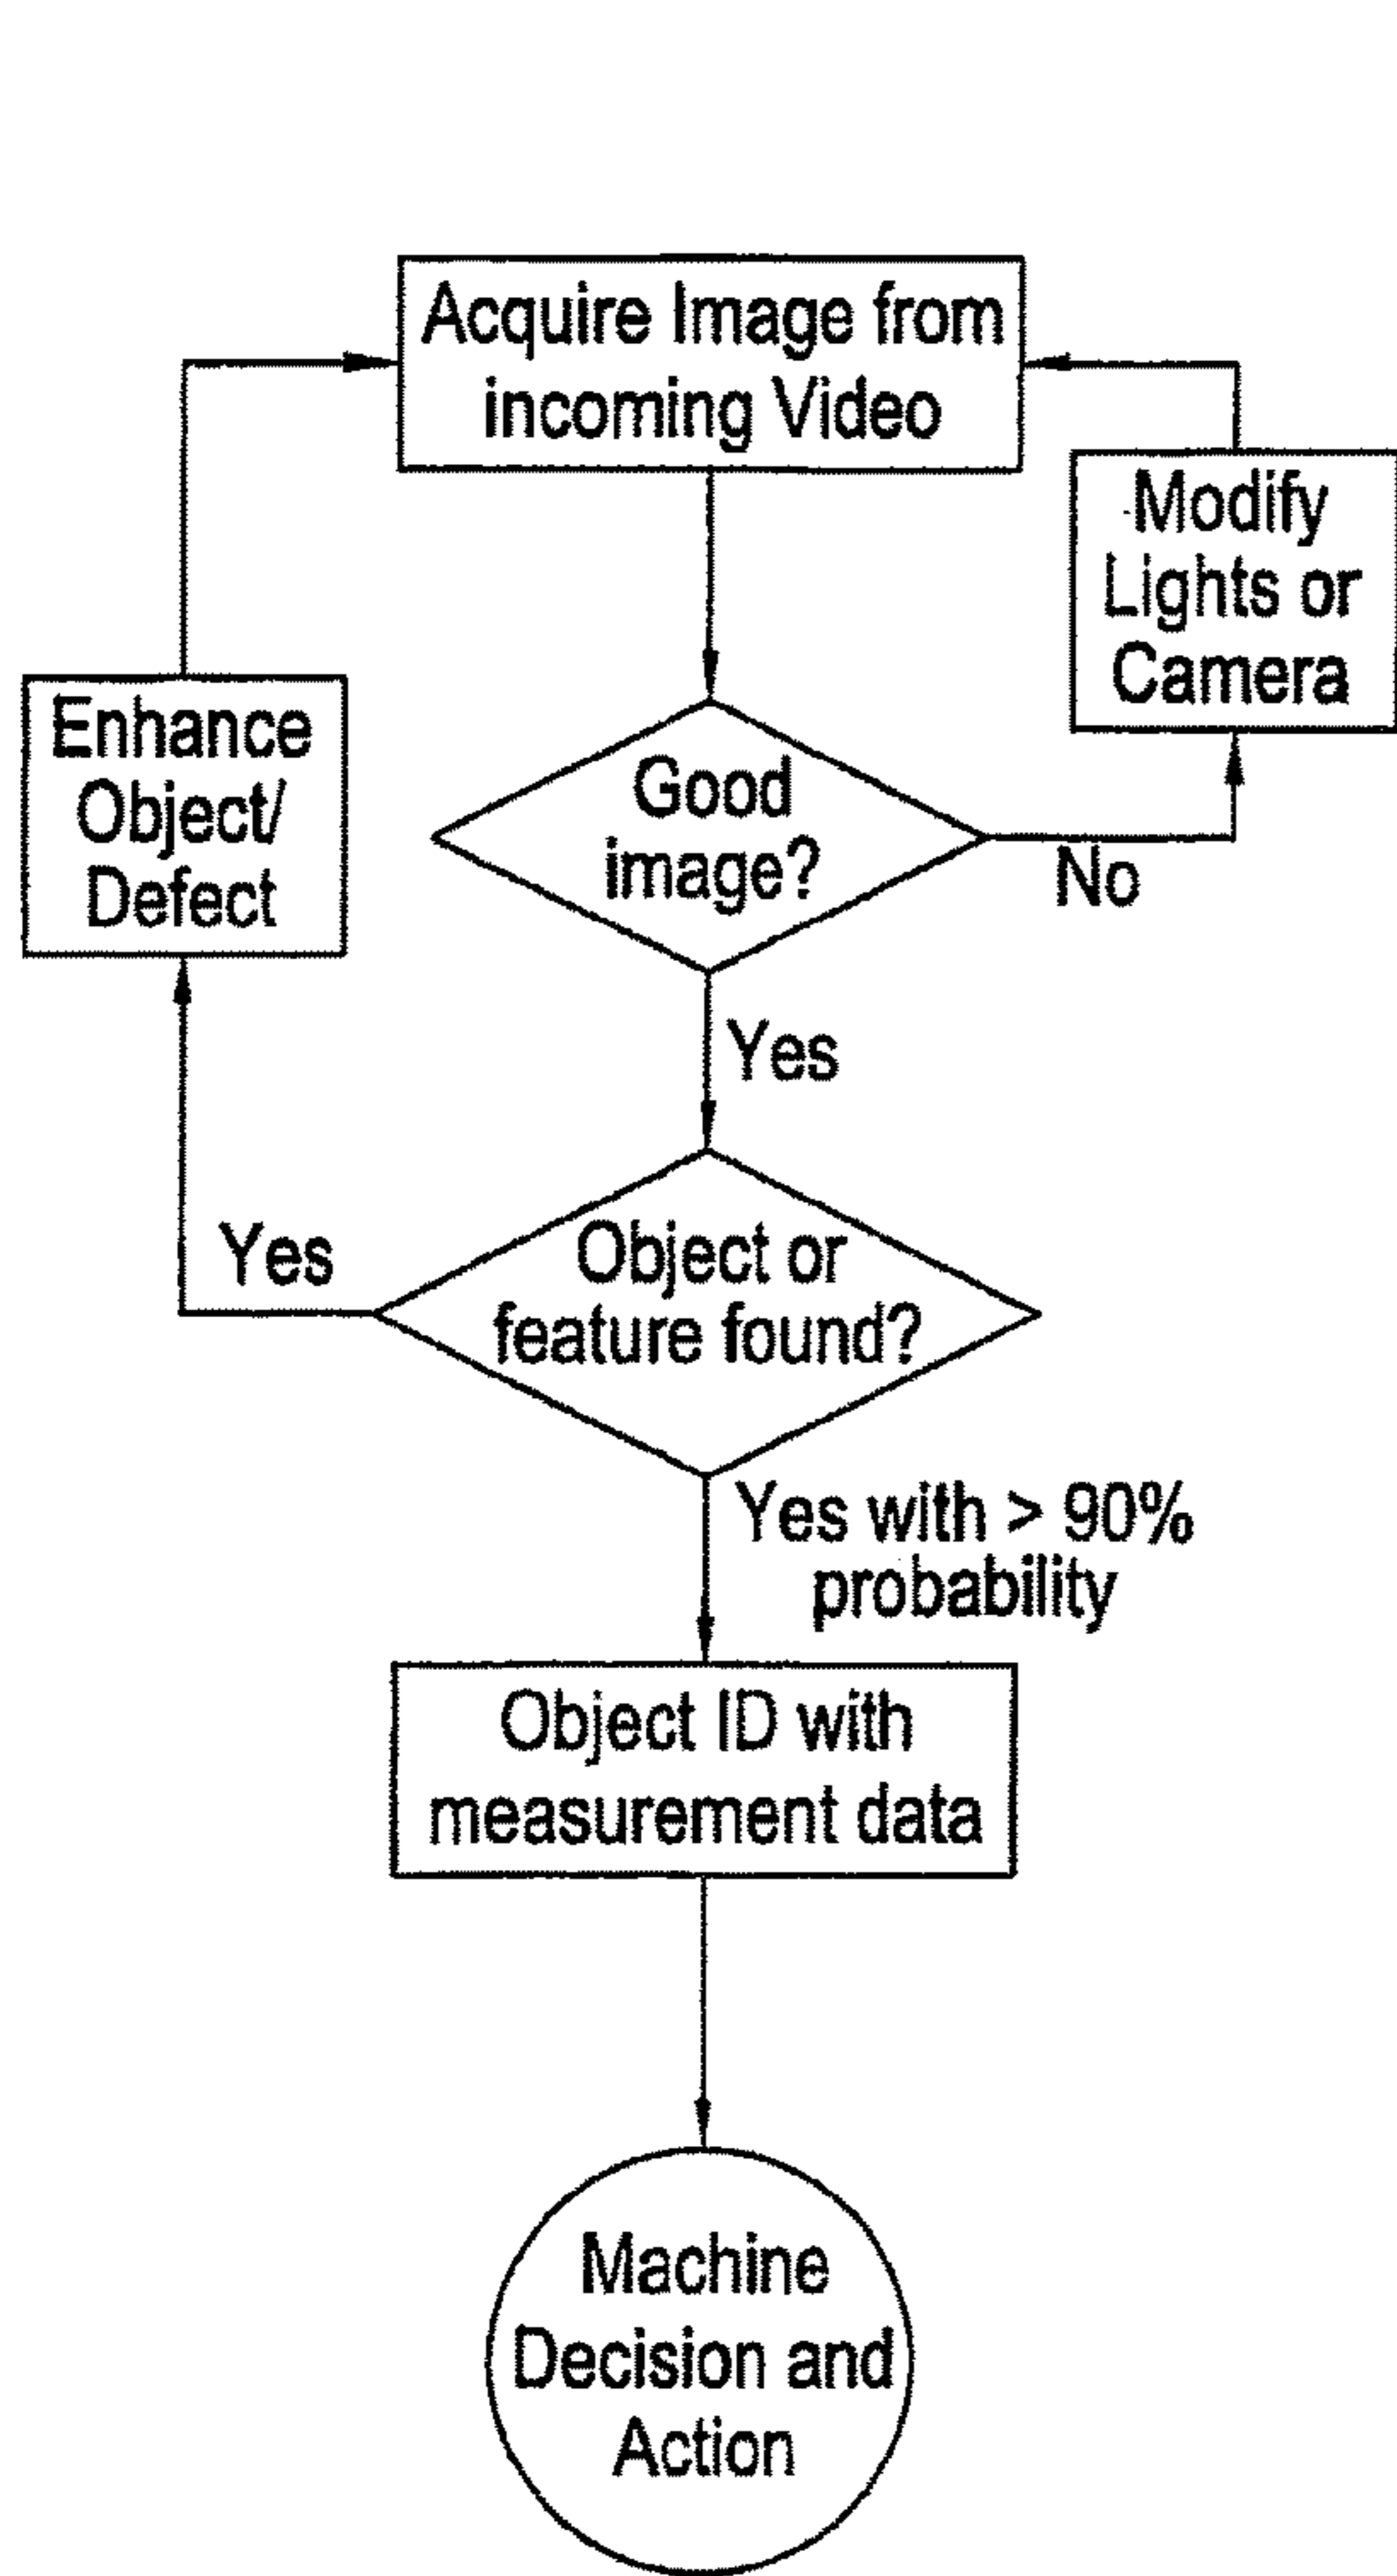 Acquire Image from
incoming Video
Modify
Lights or
Camera
Enhance
Object/
Defect
Good
image?
No
Yes
Yes
Object or
feature found?
Yes with > 90%
probability
Object ID with
measurement data
Machine
Decision and
Action